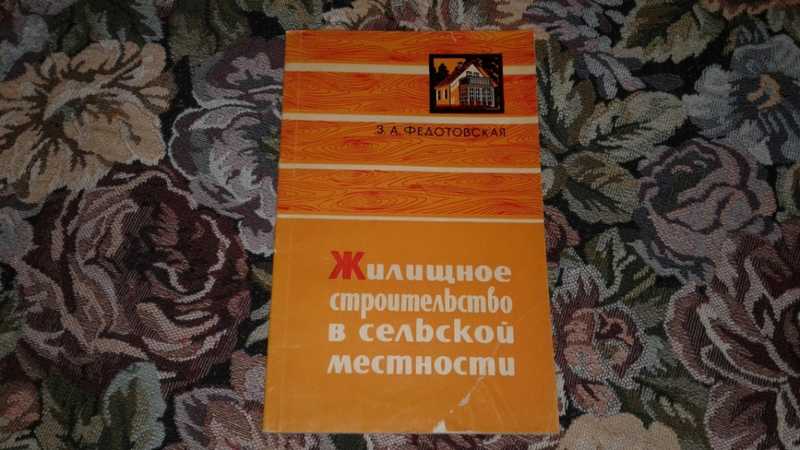 З. А. ФЕДОТОВСКАЯ
Жилищное
строительство
в сельской
местности